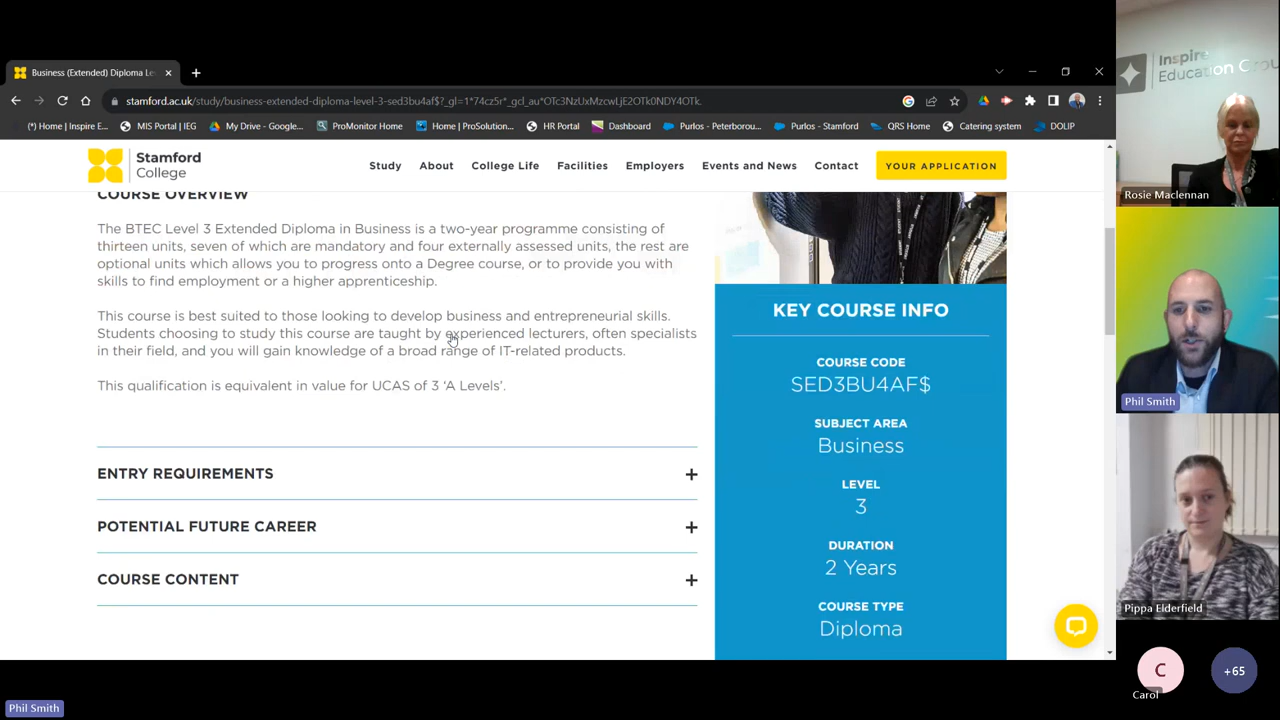 Business (Extended) Diploma Le
stamford.ac.uk/study/business-extended-diploma-level-3-sed3bu4af$?_gl=1*74cz5r*_gcl_au*OTc3NzUxMzcwLjE2OTk0NDY4OTk.
(*) Home | Inspire E... MIS Portal | IEG My Drive - Google... ProMonitor Home Home | ProSolution... HR Portal Dashboard Purlos - Peterborou... Purlos - Stamford QRS Home Catering system DOLIP
Stamford
College
Study About College Life Facilities Employers Events and News Contact YOUR APPLICATION
COURSE OVERVIEW
The BTEC Level 3 Extended Diploma in Business is a two-year programme consisting of
thirteen units, seven of which are mandatory and four externally assessed units, the rest are
optional units which allows you to progress onto a Degree course, or to provide you with
skills to find employment or a higher apprenticeship.
This course is best suited to those looking to develop business and entrepreneurial skills.
Students choosing to study this course are taught by experienced lecturers, often specialists
in their field, and you will gain knowledge of a broad range of IT-related products.
This qualification is equivalent in value for UCAS of 3 ‘A Levels’.
ENTRY REQUIREMENTS +
POTENTIAL FUTURE CAREER +
COURSE CONTENT +
KEY COURSE INFO
COURSE CODE
SED3BU4AF$
SUBJECT AREA
Business
LEVEL
3
DURATION
2 Years
COURSE TYPE
Diploma
Inspire
Education Group
Rosie Maclennan
Phil Smith
Pippa Elderfield
C
Carol
+65
Phil Smith